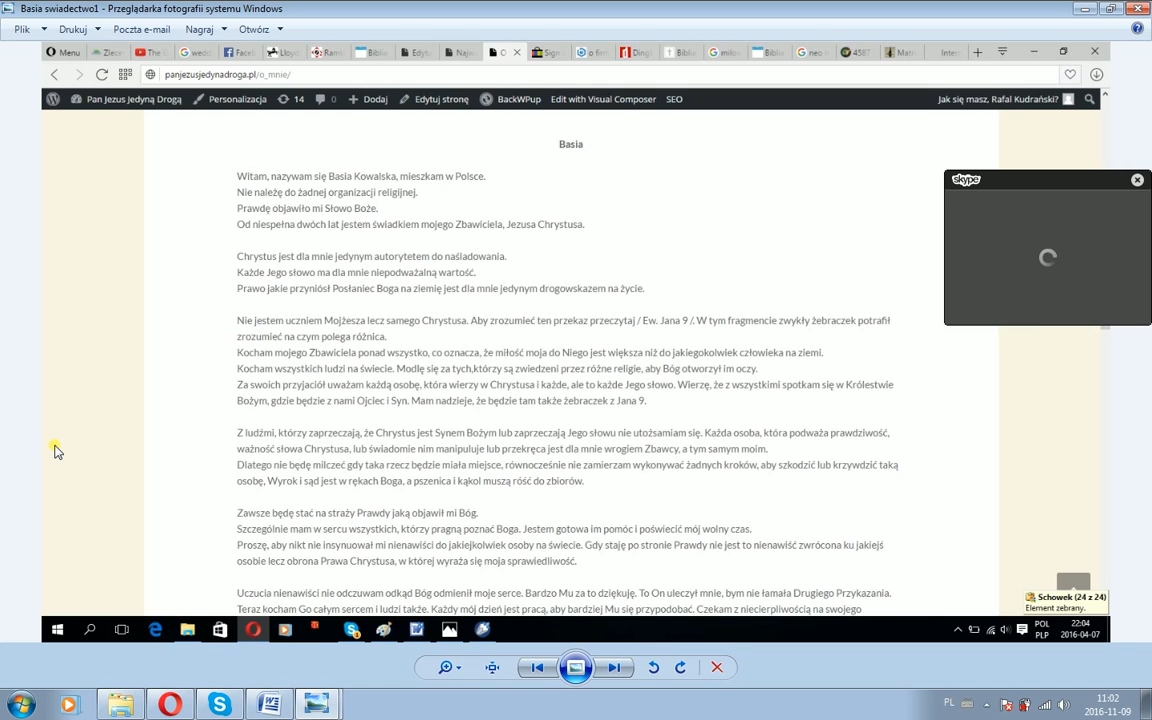 Basia swiadectwo1 - Przeglądarka fotografii systemu Windows
Plik Drukuj Poczta e-mail Nagraj Otwórz
Menu The wedd Face Lloy Biblia Edyt Sign o fir Ding Bibl Biblia neo 4587 Inter
panjezusjedynadroga.pl/o_mnie/
Pan Jezus Jedyną Drogą Personalizacja 14 0 Dodaj Edytuj stronę BackWPup Edit with Visual Composer SEO Jak się masz, Rafal Kudrański?
Basia
Witam, nazywam się Basia Kowalska, mieszkam w Polsce.
Nie należę do żadnej organizacji religijnej.
Prawdę objawiło mi Słowo Boże.
Od niespełna dwóch lat jestem świadkiem mojego Zbawiciela, Jezusa Chrystusa.
Chrystus jest dla mnie jedynym autorytetem do naśladowania.
Każde Jego słowo ma dla mnie niepodważalną wartość.
Prawo jakie przyniósł Posłaniec Boga na ziemię jest dla mnie jedynym drogowskazem na życie.
Nie jestem uczniem Mojżesza lecz samego Chrystusa. Aby zrozumieć ten przekaz przeczytaj / Ew. Jana 9 /. W tym fragmencie zwykły żebraczek potrafił
zrozumieć na czym polega różnica.
Kocham mojego Zbawiciela ponad wszystko, co oznacza, że miłość moja do Niego jest większa niż do jakiegokolwiek człowieka na ziemi.
Kocham wszystkich ludzi na świecie. Modlę się za tych,którzy są zwiedzeni przez różne religie, aby Bóg otworzył im oczy.
Za swoich przyjaciół uważam każdą osobę, która wierzy w Chrystusa i każde, ale to każde Jego słowo. Wierzę, że z wszystkimi spotkam się w Królestwie
Bożym, gdzie będzie z nami Ojciec i Syn. Mam nadzieje, że będzie tam także żebraczek z Jana 9.
Z ludźmi, którzy zaprzeczają, że Chrystus jest Synem Bożym lub zaprzeczają Jego słowu nie utożsamiam się. Każda osoba, która podważa prawdziwość,
ważność słowa Chrystusa, lub świadomie nim manipuluje lub przekręca jest dla mnie wrogiem Zbawcy, a tym samym moim.
Dlatego nie będę milczeć gdy taka rzecz będzie miała miejsce, równocześnie nie zamierzam wykonywać żadnych kroków, aby szkodzić lub krzywdzić taką
osobę, Wyrok i sąd jest w rękach Boga, a pszenica i kąkol muszą róść do zbiorów.
Zawsze będę stać na straży Prawdy jaką objawił mi Bóg.
Szczególnie mam w sercu wszystkich, którzy pragną poznać Boga. Jestem gotowa im pomóc i poświecić mój wolny czas.
Proszę, aby nikt nie insynuował mi nienawiści do jakiejkolwiek osoby na świecie. Gdy staję po stronie Prawdy nie jest to nienawiść zwrócona ku jakiejś
osobie lecz obrona Prawa Chrystusa, w której wyraża się moja sprawiedliwość.
Uczucia nienawiści nie odczuwam odkąd Bóg odmienił moje serce. Bardzo Mu za to dziękuję. To On uleczył mnie, bym nie łamała Drugiego Przykazania.
Teraz kocham Go całym sercem i ludzi także. Każdy mój dzień jest pracą, aby bardziej Mu się przypodobać. Czekam z niecierpliwością na swojego
skype
Schowek (24 z 24)
Element zebrany.
POL 22:04
PLP 2016-04-07
PL 11:02
2016-11-09